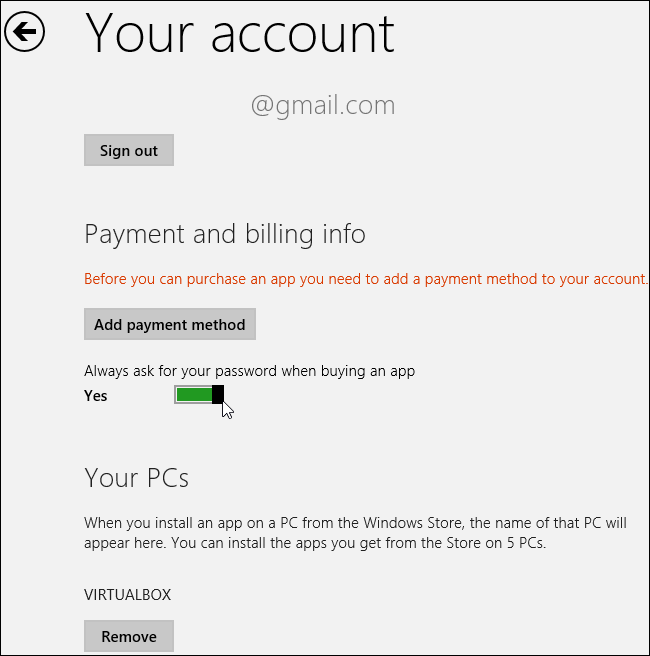 Your account
@gmail.com
Sign out
Payment and billing info
Before you can purchase an app you need to add a payment method to your account.
Add payment method
Always ask for your password when buying an app
Yes
Your PCs
When you install an app on a PC from the Windows Store, the name of that PC will
appear here. You can install the apps you get from the Store on 5 PCs.
VIRTUALBOX
Remove